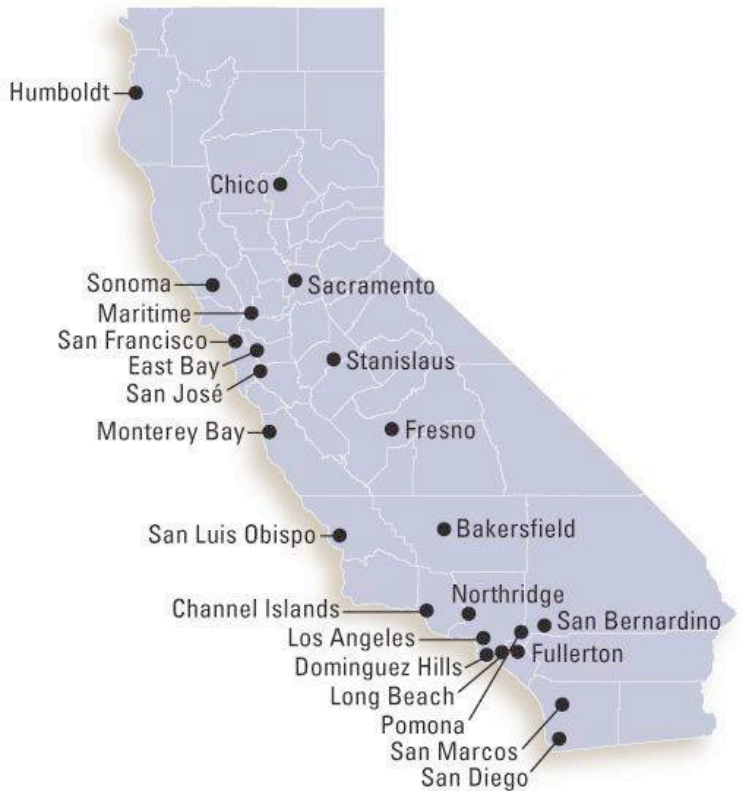 Humboldt
Chico
Sonoma
Sacramento
Maritime
San Francisco
East Bay
Stanislaus
San José
Monterey Bay
Fresno
San Luis Obispo
Bakersfield
Northridge
Channel Islands
San Bernardino
Los Angeles
Fullerton
Dominguez Hills
Long Beach
Pomona
San Marcos
San Diego